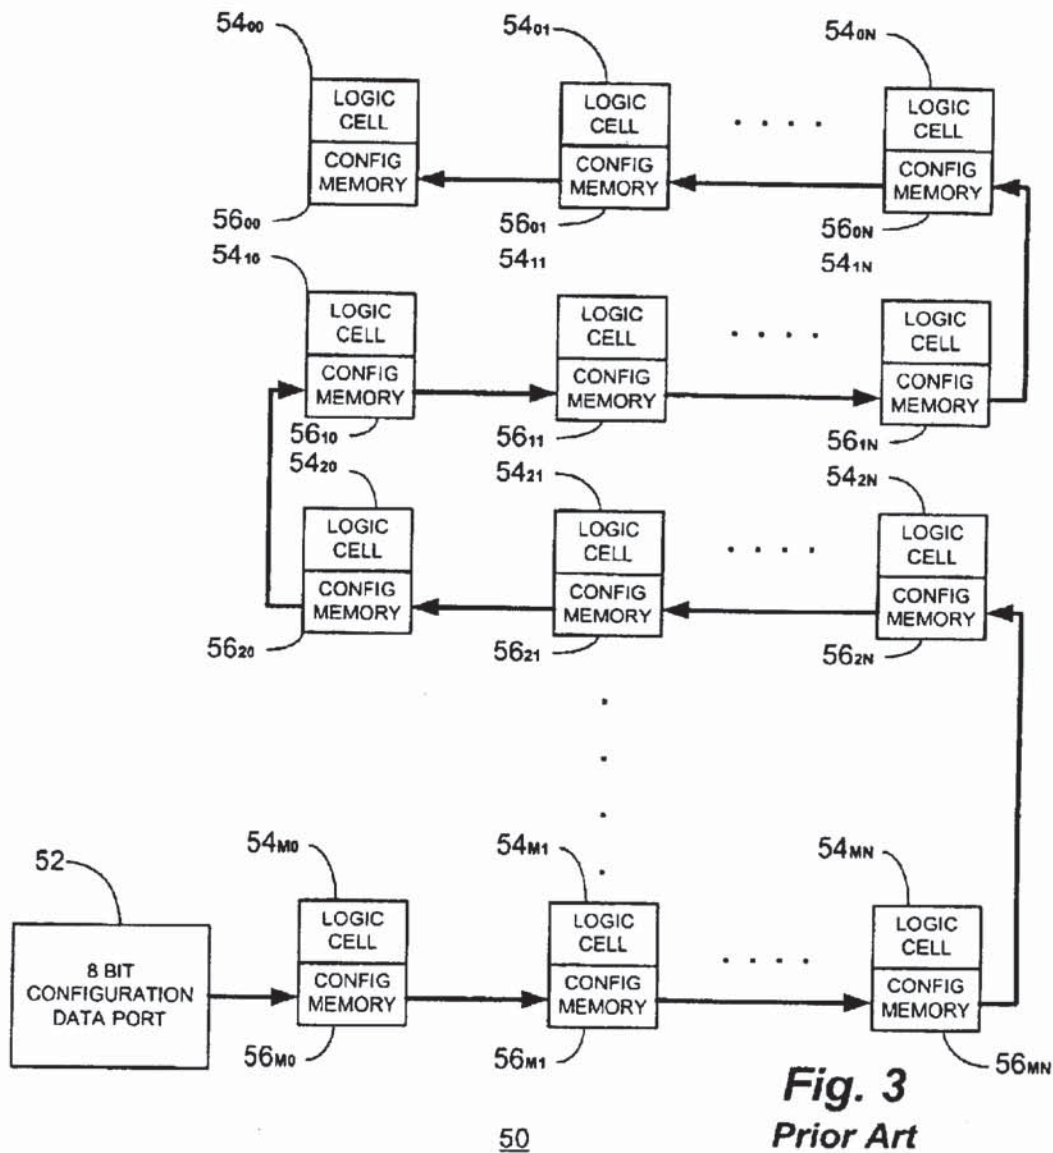 54₀₀ 54₀₁ 54₀N
LOGIC CELL LOGIC CELL . . . . LOGIC CELL
CONFIG MEMORY CONFIG MEMORY CONFIG MEMORY
56₀₀ 56₀₁ 56₀N
54₁₀ 54₁₁ 54₁N
LOGIC CELL LOGIC CELL . . . . LOGIC CELL
CONFIG MEMORY CONFIG MEMORY CONFIG MEMORY
56₁₀ 56₁₁ 56₁N
54₂₀ 54₂₁ 54₂N
LOGIC CELL LOGIC CELL . . . . LOGIC CELL
CONFIG MEMORY CONFIG MEMORY CONFIG MEMORY
56₂₀ 56₂₁ 56₂N
52 54M₀ 54M₁ 54MN
8 BIT
CONFIGURATION
DATA PORT
LOGIC CELL LOGIC CELL . . . . LOGIC CELL
CONFIG MEMORY CONFIG MEMORY CONFIG MEMORY
56M₀ 56M₁ 56MN
Fig. 3
Prior Art
50